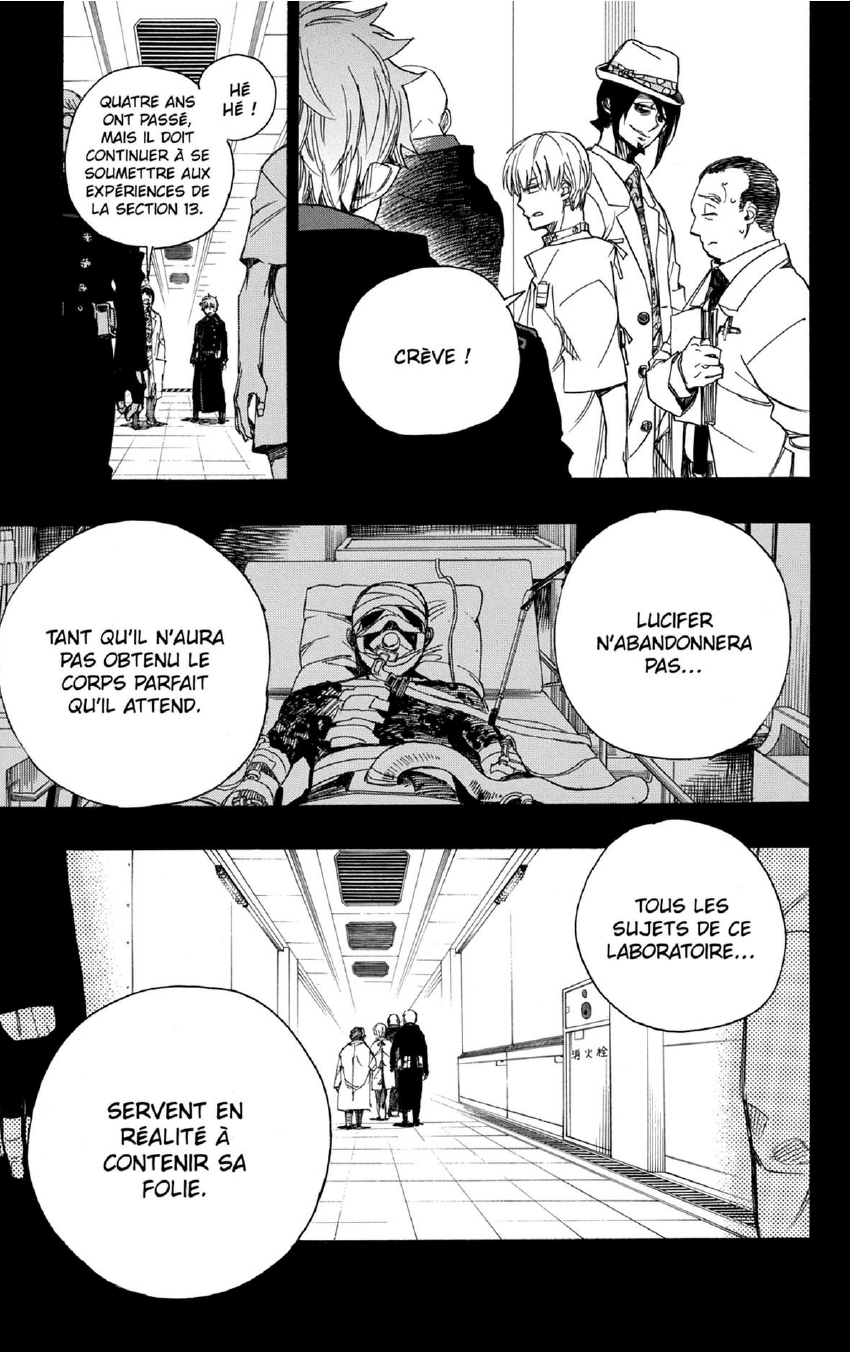 CRÈVE !
HÉ
HÉ !
QUATRE ANS
ONT PASSÉ,
MAIS IL DOIT
CONTINUER À SE
SOUMETTRE AUX
EXPÉRIENCES DE
LA SECTION 13.
LUCIFER
N'ABANDONNERA
PAS...
TANT QU'IL N'AURA
PAS OBTENU LE
CORPS PARFAIT
QU'IL ATTEND.
TOUS LES
SUJETS DE CE
LABORATOIRE...
消火栓
SERVENT EN
RÉALITÉ À
CONTENIR SA
FOLIE.